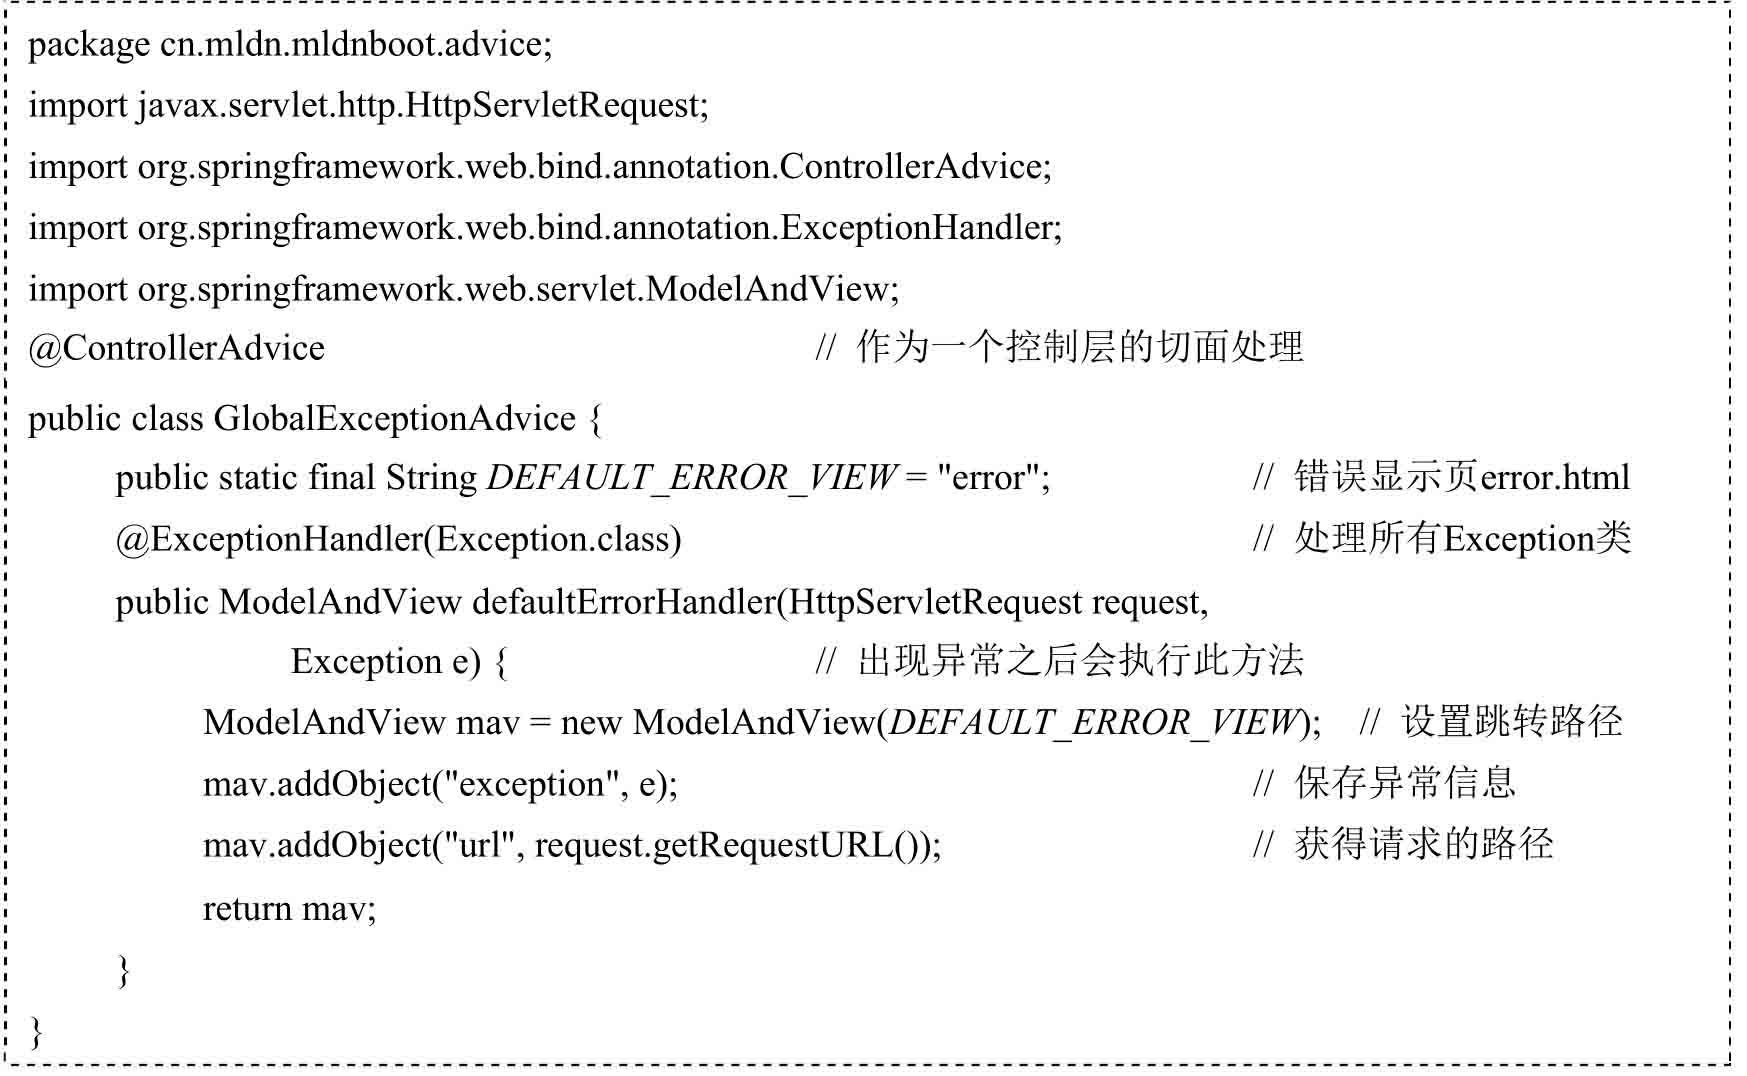 package cn.mldn.mldnboot.advice;
import javax.servlet.http.HttpServletRequest;
import org.springframework.web.bind.annotation.ControllerAdvice;
import org.springframework.web.bind.annotation.ExceptionHandler;
import org.springframework.web.servlet.ModelAndView;
@ControllerAdvice // 作为一个控制层的切面处理
public class GlobalExceptionAdvice {
public static final String DEFAULT_ERROR_VIEW = "error"; // 错误显示页error.html
@ExceptionHandler(Exception.class) // 处理所有Exception类
public ModelAndView defaultErrorHandler(HttpServletRequest request,
Exception e) { // 出现异常之后会执行此方法
ModelAndView mav = new ModelAndView(DEFAULT_ERROR_VIEW); // 设置跳转路径
mav.addObject("exception", e); // 保存异常信息
mav.addObject("url", request.getRequestURL()); // 获得请求的路径
return mav;
}
}